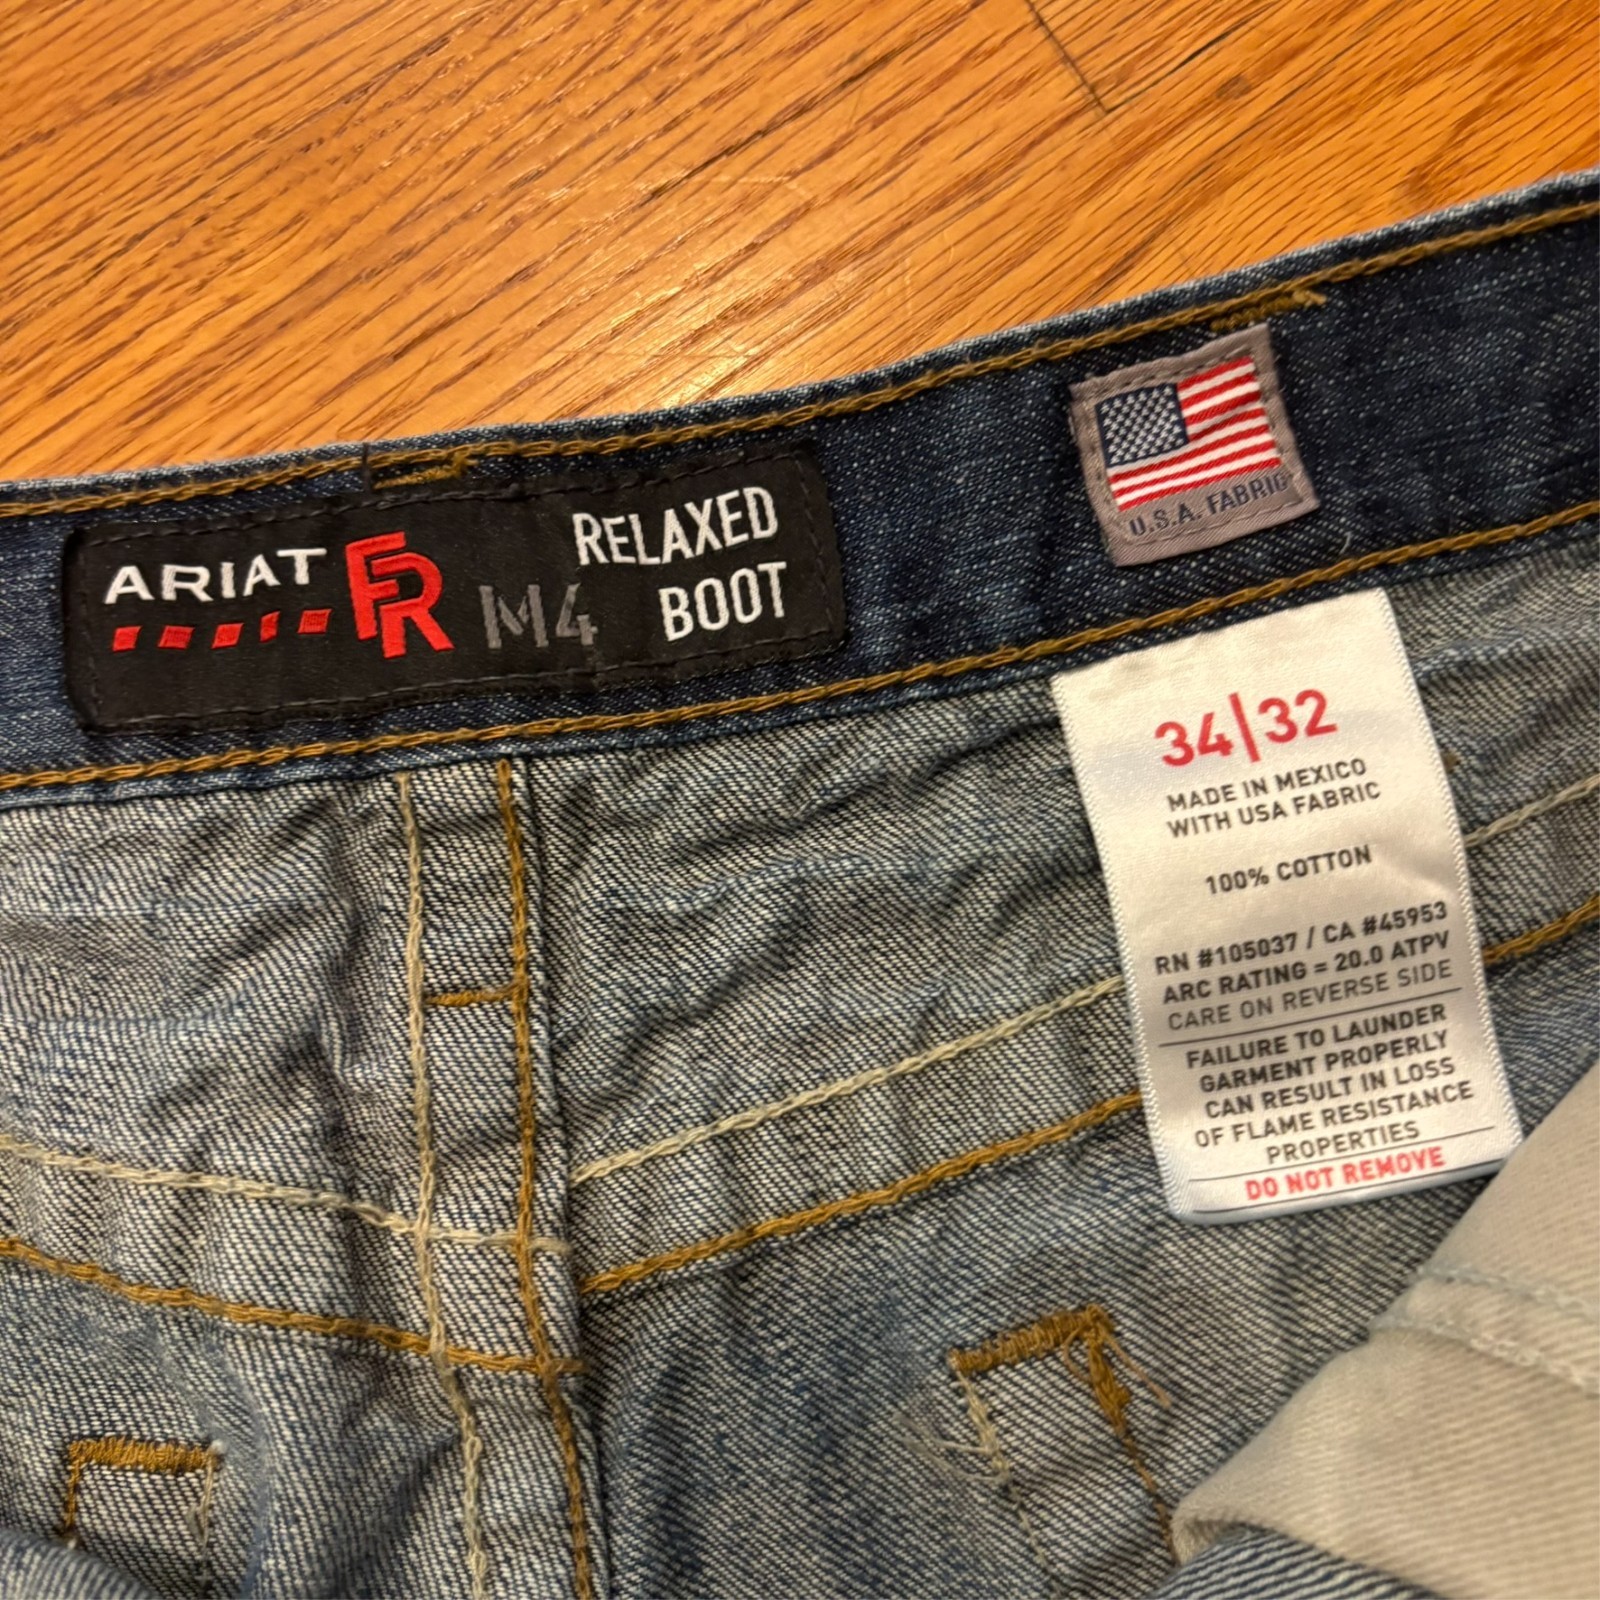 ARIAT FR M4 RELAXED
BOOT
U.S.A. FABRIC
34|32
MADE IN MEXICO
WITH USA FABRIC
100% COTTON
RN #105037 / CA #45953
ARC RATING = 20.0 ATPV
CARE ON REVERSE SIDE
FAILURE TO LAUNDER
GARMENT PROPERLY
CAN RESULT IN LOSS
OF FLAME RESISTANCE
PROPERTIES
DO NOT REMOVE